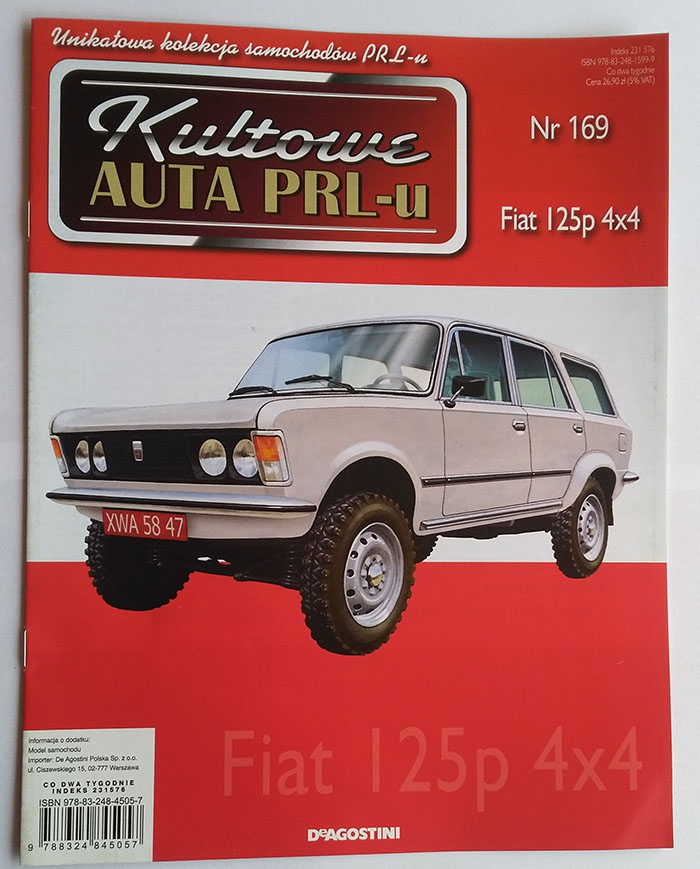 Unikatowa kolekcja samochodów PRL-u
Indeks 231 576
ISBN 978-83-248-1599-9
Co dwa tygodnie
Cena 26,90 zł (5% VAT)
Kultowe
AUTA PRL-u
Nr 169
Fiat 125p 4x4
XWA 58 47
Fiat 125p 4x4
Informacja o dodatku:
Model samochodu
Importer: De Agostini Polska Sp. z o.o.
ul. Ciszewskiego 15, 02-777 Warszawa
CO DWA TYGODNIE
INDEKS 231576
ISBN 978-83-248-4505-7
9 788324 845057
DeAGOSTINI